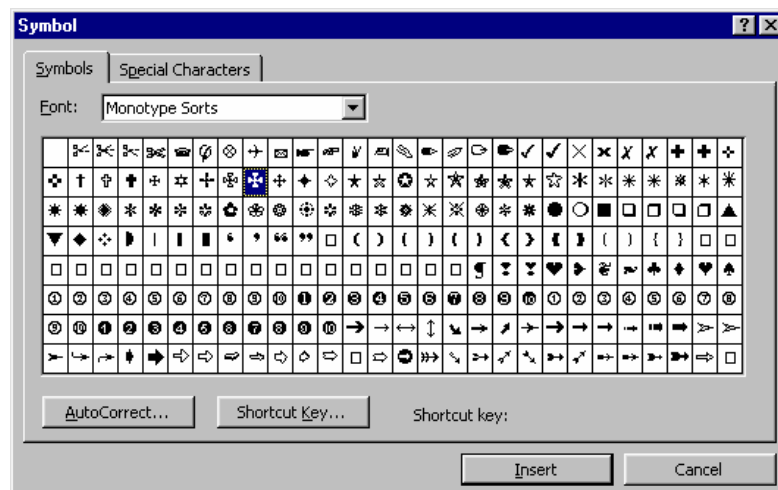 Symbol
Symbols Special Characters
Font: Monotype Sorts
AutoCorrect... Shortcut Key... Shortcut key:
Insert Cancel